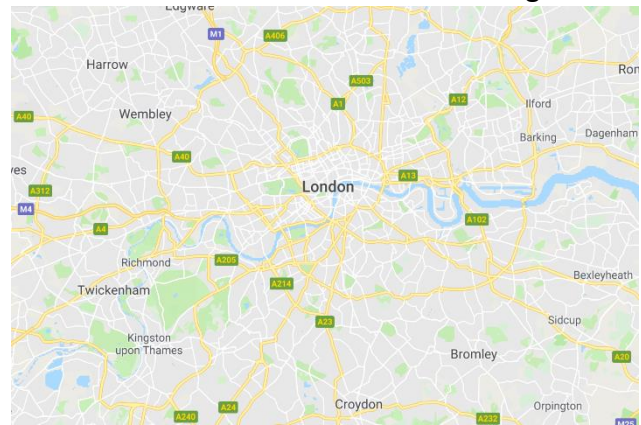 M1
A406
Harrow
A503
A1
A12
Ilford
Wembley
A40
Barking
Dagenham
A40
A13
London
A312
M4
A4
A102
Richmond
A205
Bexleyheath
Twickenham
A214
A23
Sidcup
Kingston
upon Thames
Bromley
A20
Croydon
Orpington
A24
A240
A232